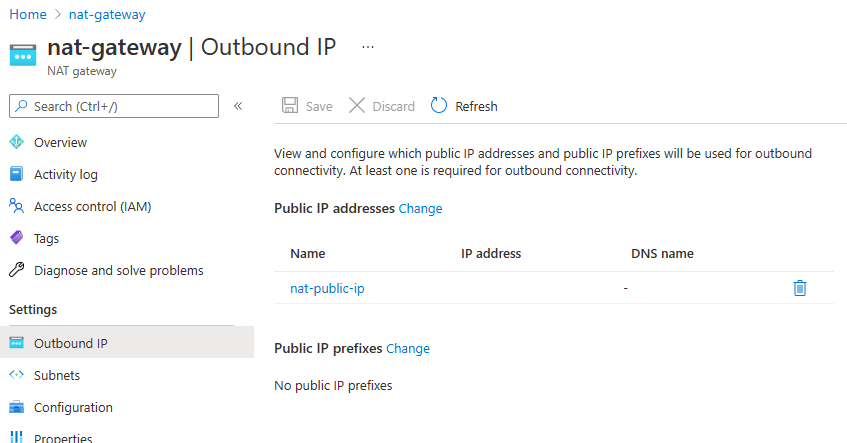 Home > nat-gateway
nat-gateway | Outbound IP ...
NAT gateway
Search (Ctrl+/) «
Overview
Activity log
Access control (IAM)
Tags
Diagnose and solve problems
Settings
Outbound IP
Subnets
Configuration
Properties
Save Discard Refresh
View and configure which public IP addresses and public IP prefixes will be used for outbound
connectivity. At least one is required for outbound connectivity.
Public IP addresses Change
Name IP address DNS name
nat-public-ip -
Public IP prefixes Change
No public IP prefixes